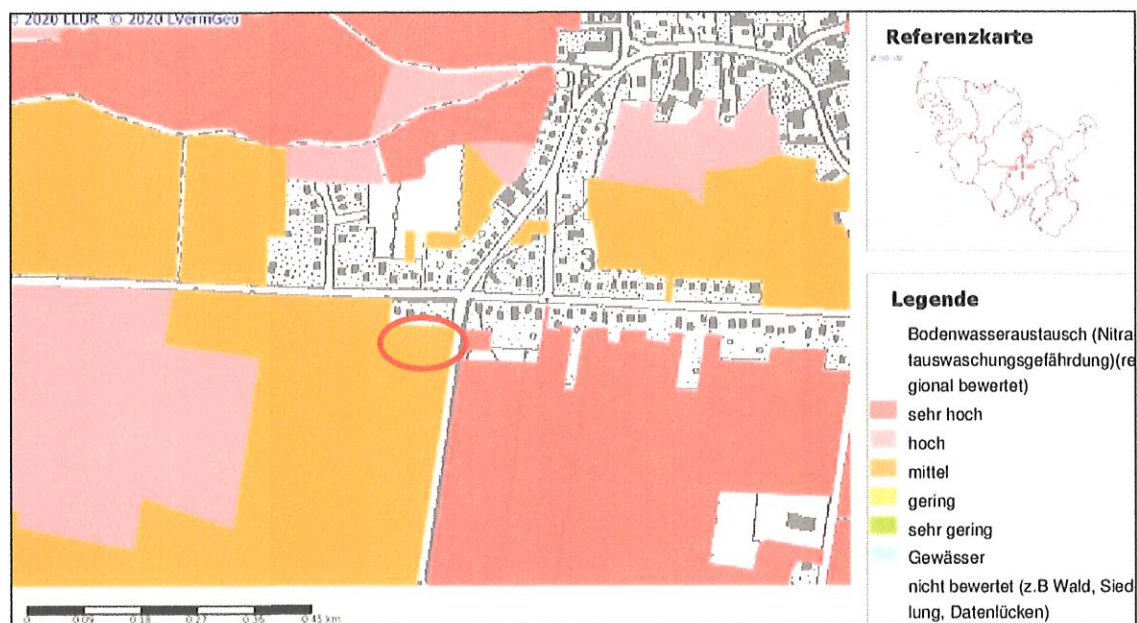 © 2020 LLUR © 2020 LVermGeo
Referenzkarte
Legende
Bodenwasseraustausch (Nitra
tauswaschungsgefährdung)(re
gional bewertet)
sehr hoch
hoch
mittel
gering
sehr gering
Gewässer
nicht bewertet (z.B Wald, Sied
lung, Datenlücken)
0 0.09 0.18 0.27 0.36 0.45 km